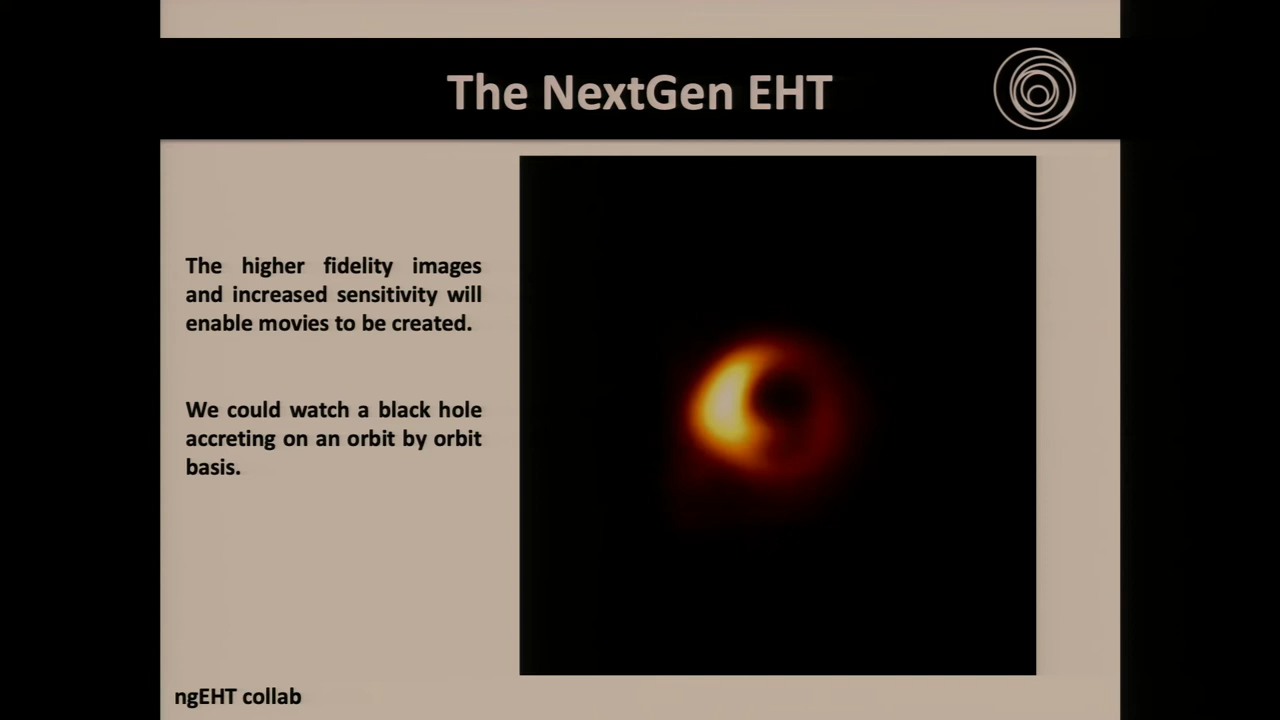 The NextGen EHT
The higher fidelity images
and increased sensitivity will
enable movies to be created.
We could watch a black hole
accreting on an orbit by orbit
basis.
ngEHT collab